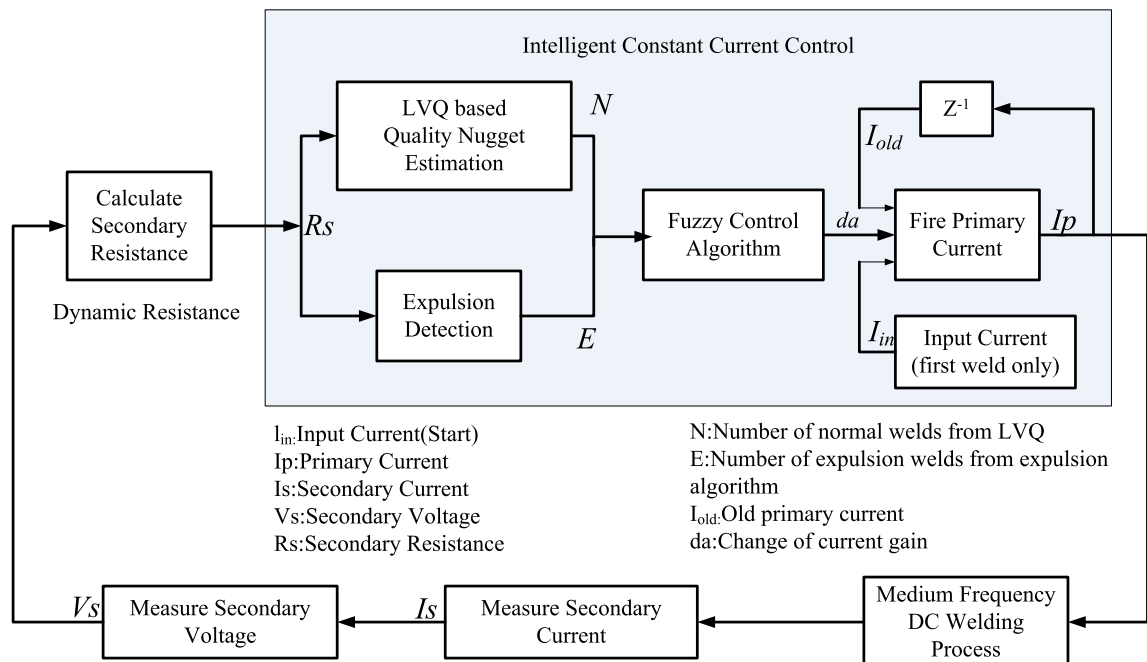 Intelligent Constant Current Control
LVQ based
Quality Nugget
Estimation
N
Z-1
Iold
Calculate
Secondary
Resistance
Rs
Fuzzy Control
Algorithm
da
Fire Primary
Current
Ip
Dynamic Resistance
Expulsion
Detection
E
Iin
Input Current
(first weld only)
lin:Input Current(Start)
Ip:Primary Current
Is:Secondary Current
Vs:Secondary Voltage
Rs:Secondary Resistance
N:Number of normal welds from LVQ
E:Number of expulsion welds from expulsion
algorithm
Iold:Old primary current
da:Change of current gain
Vs
Measure Secondary
Voltage
Is
Measure Secondary
Current
Medium Frequency
DC Welding
Process